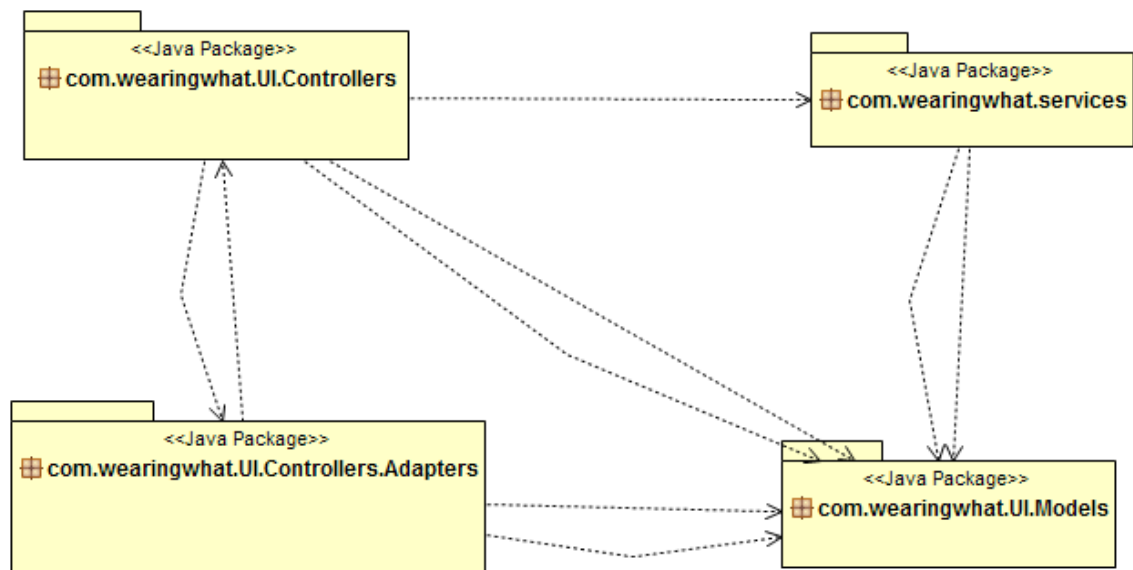 <<Java Package>>
com.wearingwhat.UI.Controllers
<<Java Package>>
com.wearingwhat.services
<<Java Package>>
com.wearingwhat.UI.Controllers.Adapters
<<Java Package>>
com.wearingwhat.UI.Models